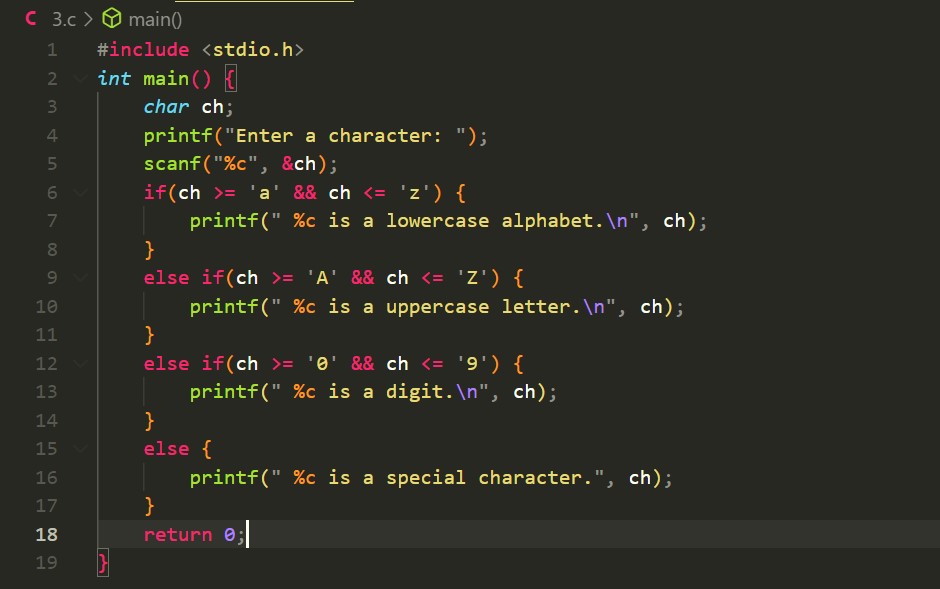 C 3.c > main()
1 #include <stdio.h>
2 int main() {
3     char ch;
4     printf("Enter a character: ");
5     scanf("%c", &ch);
6     if(ch >= 'a' && ch <= 'z') {
7         printf(" %c is a lowercase alphabet.\n", ch);
8     }
9     else if(ch >= 'A' && ch <= 'Z') {
10         printf(" %c is a uppercase letter.\n", ch);
11     }
12     else if(ch >= '0' && ch <= '9') {
13         printf(" %c is a digit.\n", ch);
14     }
15     else {
16         printf(" %c is a special character.", ch);
17     }
18     return 0;
19 }